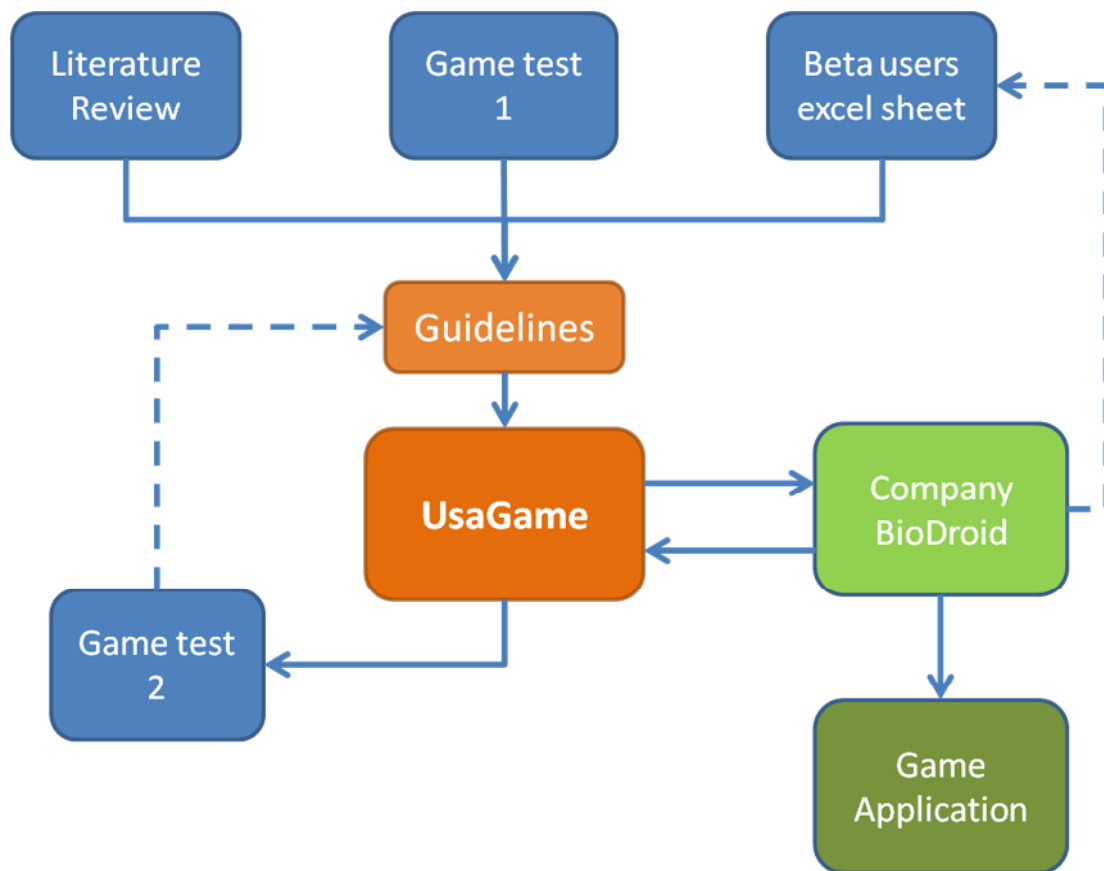 Literature
Review
Game test
1
Beta users
excel sheet
Guidelines
UsaGame
Company
BioDroid
Game test
2
Game
Application